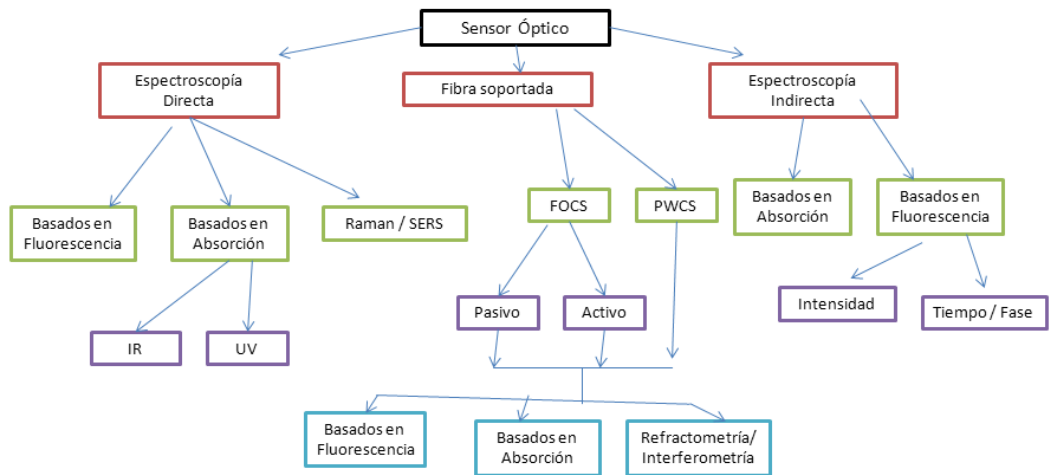 Sensor Óptico
Espectroscopía
Directa
Fibra soportada
Espectroscopía
Indirecta
Basados en
Fluorescencia
Basados en
Absorción
Raman / SERS
FOCS
PWCS
Basados en
Absorción
Basados en
Fluorescencia
IR
UV
Pasivo
Activo
Intensidad
Tiempo / Fase
Basados en
Fluorescencia
Basados en
Absorción
Refractometría/
Interferometría